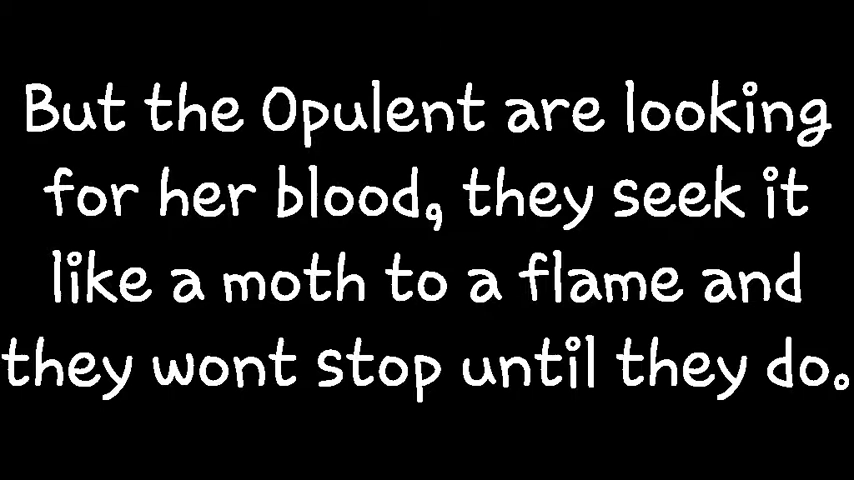 But the Opulent are looking
for her blood, they seek it
like a moth to a flame and
they wont stop until they do.